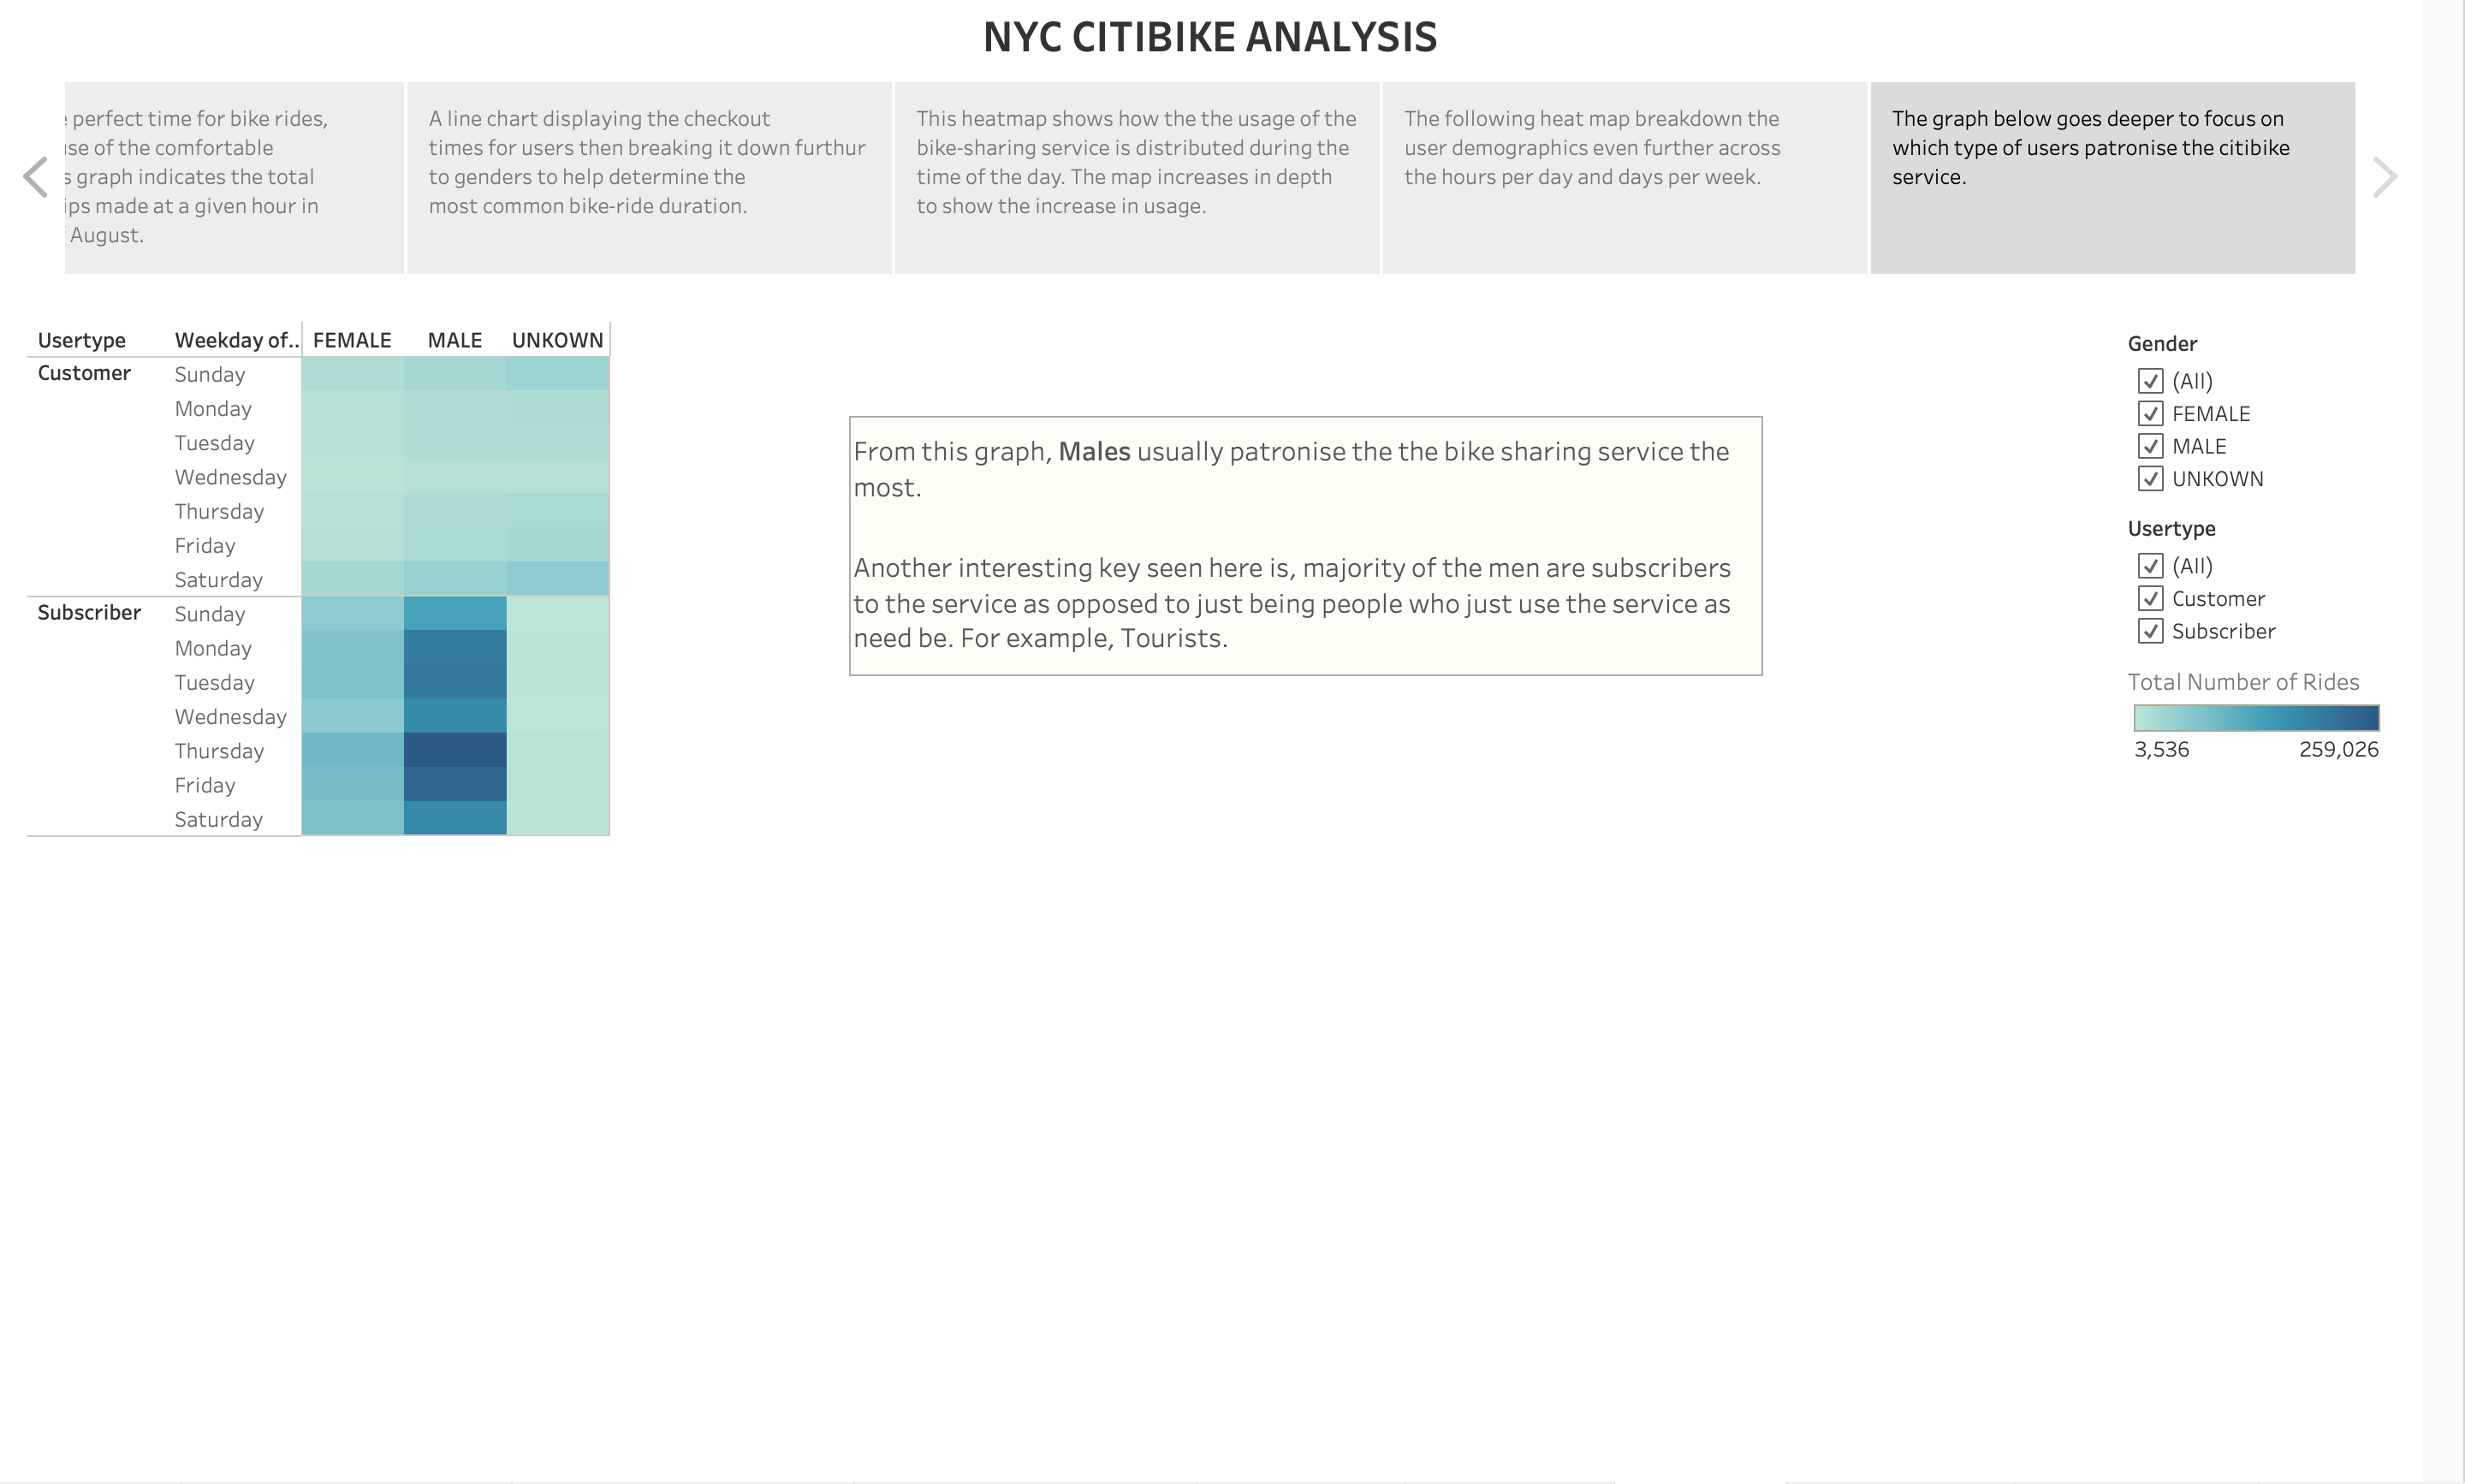 NYC CITIBIKE ANALYSIS
perfect time for bike rides,
se of the comfortable
s graph indicates the total
ips made at a given hour in
August.
A line chart displaying the checkout
times for users then breaking it down furthur
to genders to help determine the
most common bike-ride duration.
This heatmap shows how the the usage of the
bike-sharing service is distributed during the
time of the day. The map increases in depth
to show the increase in usage.
The following heat map breakdown the
user demographics even further across
the hours per day and days per week.
The graph below goes deeper to focus on
which type of users patronise the citibike
service.
Usertype Weekday of.. FEMALE MALE UNKOWN
Customer Sunday
Monday
Tuesday
Wednesday
Thursday
Friday
Saturday
Subscriber Sunday
Monday
Tuesday
Wednesday
Thursday
Friday
Saturday
From this graph, Males usually patronise the the bike sharing service the
most.
Another interesting key seen here is, majority of the men are subscribers
to the service as opposed to just being people who just use the service as
need be. For example, Tourists.
Gender
(All)
FEMALE
MALE
UNKOWN
Usertype
(All)
Customer
Subscriber
Total Number of Rides
3,536 259,026